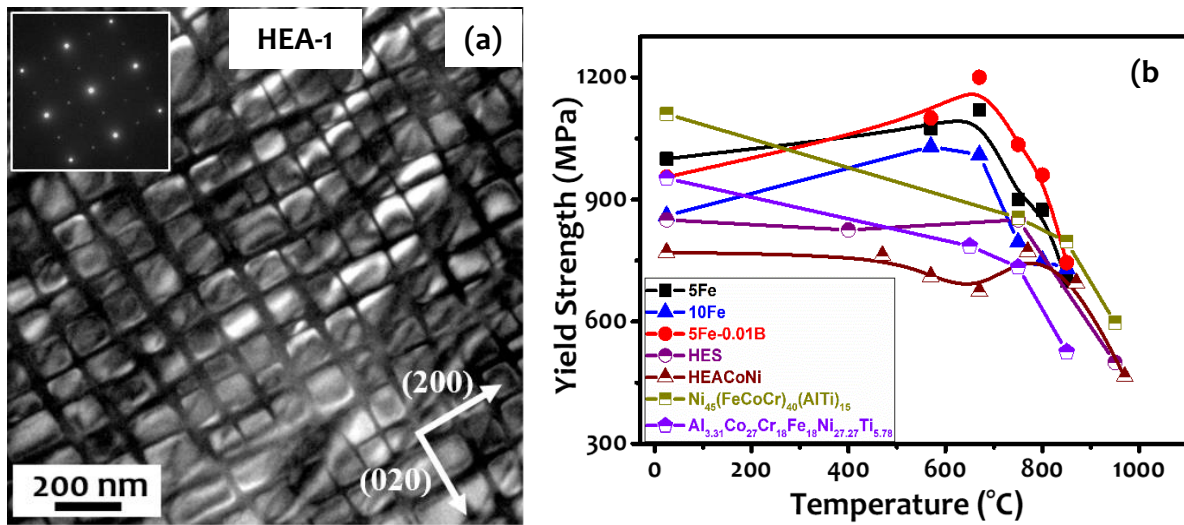 HEA-1
(a)
(200)
(020)
200 nm
(b)
Yield Strength (MPa)
1200
900
600
300
5Fe
10Fe
5Fe-0.01B
HES
HEACoNi
Ni₄₅(FeCoCr)₄₀(AlTi)₁₅
Al₃.₃₁Co₂₇Cr₁₈Fe₁₈Ni₂₇.₂₇Ti₅.₇₈
0 200 400 600 800 1000
Temperature (°C)